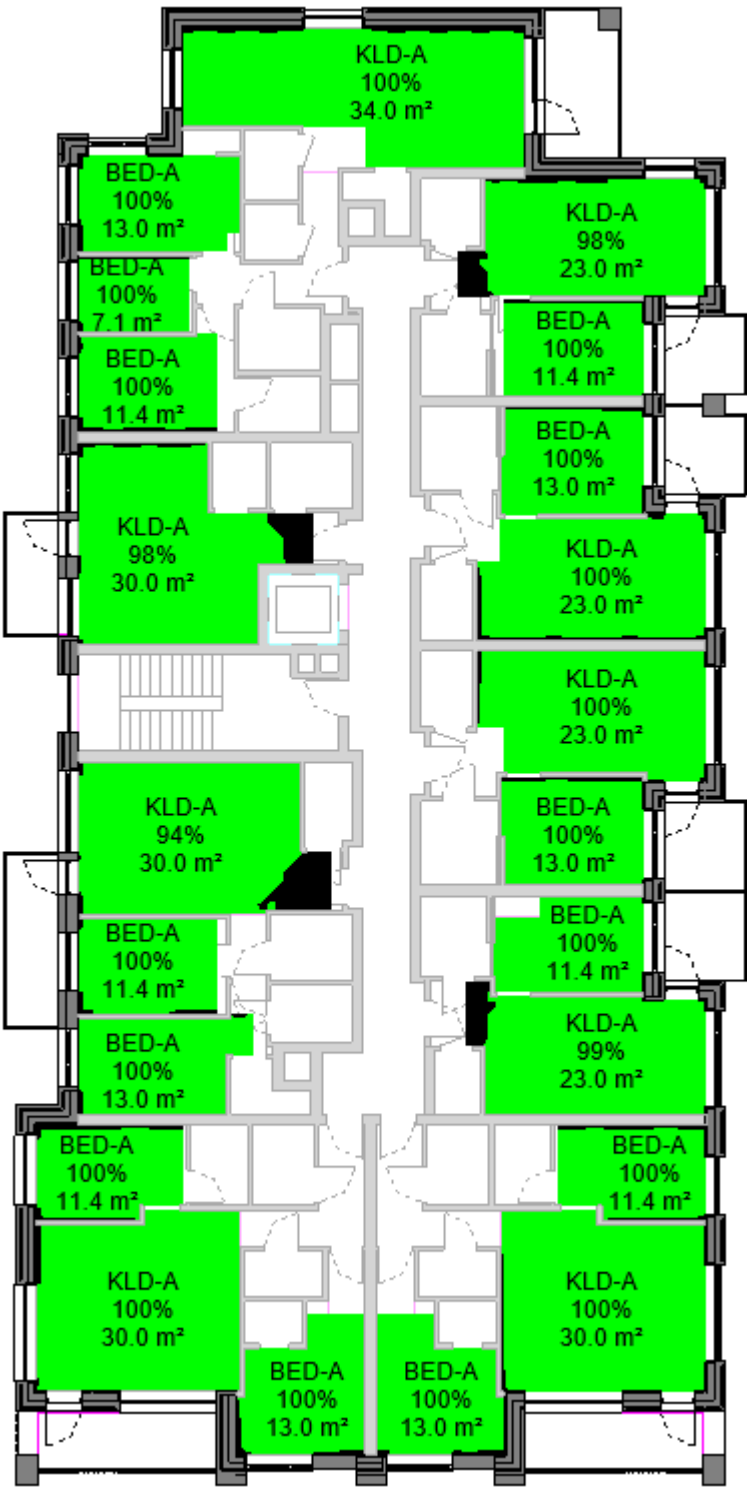 KLD-A
100%
34.0 m²
BED-A
100%
13.0 m²
KLD-A
98%
23.0 m²
BED-A
100%
7.1 m²
BED-A
100%
11.4 m²
BED-A
100%
11.4 m²
BED-A
100%
13.0 m²
KLD-A
98%
30.0 m²
KLD-A
100%
23.0 m²
KLD-A
100%
23.0 m²
KLD-A
94%
30.0 m²
BED-A
100%
13.0 m²
BED-A
100%
11.4 m²
BED-A
100%
11.4 m²
KLD-A
99%
23.0 m²
BED-A
100%
13.0 m²
BED-A
100%
11.4 m²
BED-A
100%
11.4 m²
KLD-A
100%
30.0 m²
KLD-A
100%
30.0 m²
BED-A
100%
13.0 m²
BED-A
100%
13.0 m²